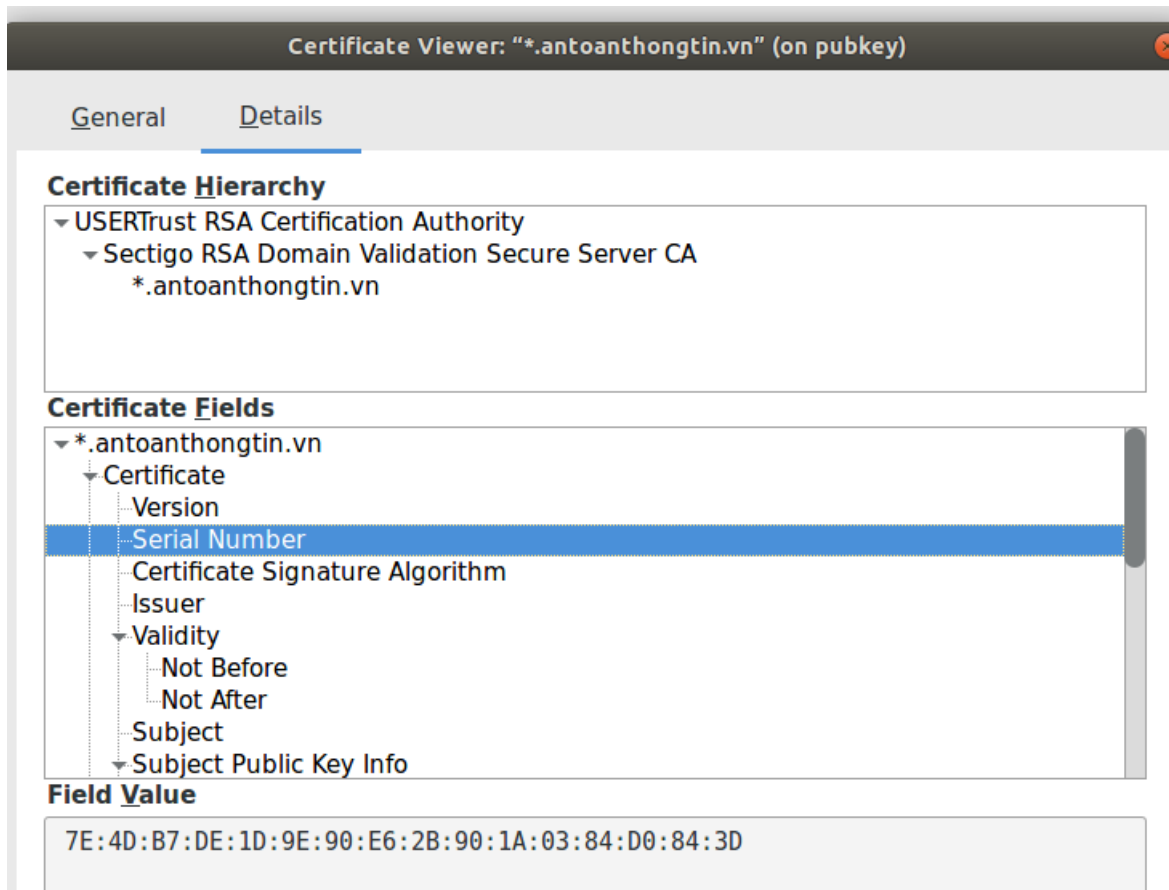 Certificate Viewer: “*.antoanthongtin.vn” (on pubkey)
General Details
Certificate Hierarchy
USERTrust RSA Certification Authority
Sectigo RSA Domain Validation Secure Server CA
*.antoanthongtin.vn
Certificate Fields
*.antoanthongtin.vn
Certificate
Version
Serial Number
Certificate Signature Algorithm
Issuer
Validity
Not Before
Not After
Subject
Subject Public Key Info
Field Value
7E:4D:B7:DE:1D:9E:90:E6:2B:90:1A:03:84:D0:84:3D